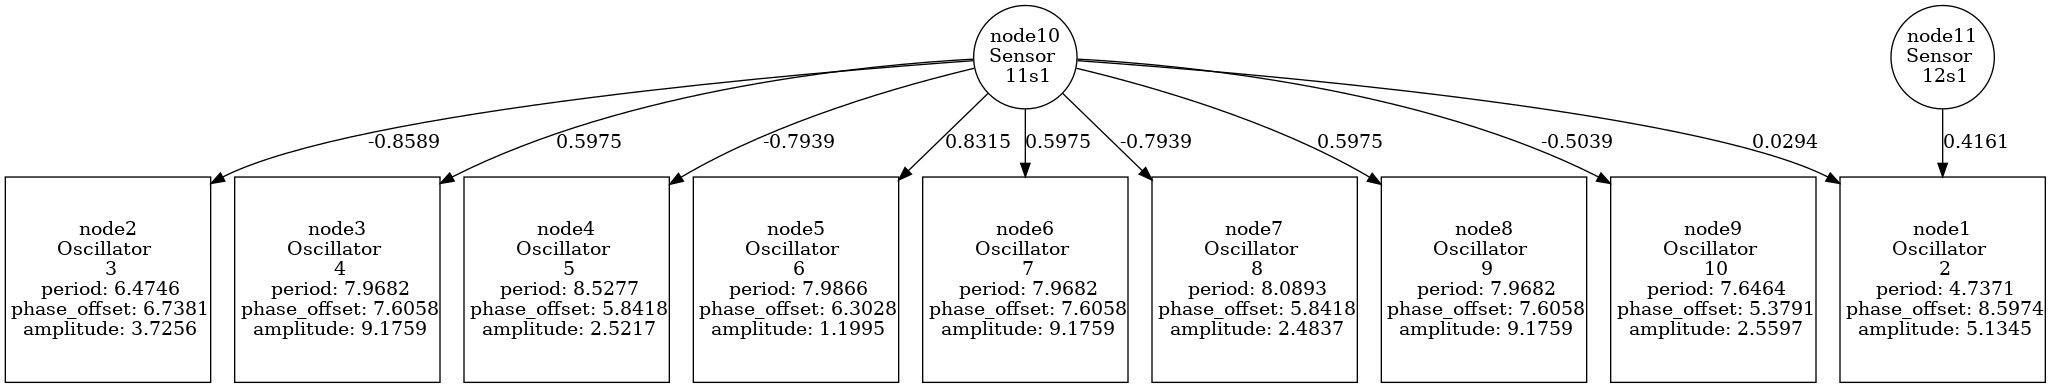 node10
Sensor
11s1
node11
Sensor
12s1
-0.8589
0.5975
-0.7939
0.8315
0.5975
-0.7939
0.5975
-0.5039
0.0294
0.4161
node2
Oscillator
3
period: 6.4746
phase_offset: 6.7381
amplitude: 3.7256
node3
Oscillator
4
period: 7.9682
phase_offset: 7.6058
amplitude: 9.1759
node4
Oscillator
5
period: 8.5277
phase_offset: 5.8418
amplitude: 2.5217
node5
Oscillator
6
period: 7.9866
phase_offset: 6.3028
amplitude: 1.1995
node6
Oscillator
7
period: 7.9682
phase_offset: 7.6058
amplitude: 9.1759
node7
Oscillator
8
period: 8.0893
phase_offset: 5.8418
amplitude: 2.4837
node8
Oscillator
9
period: 7.9682
phase_offset: 7.6058
amplitude: 9.1759
node9
Oscillator
10
period: 7.6464
phase_offset: 5.3791
amplitude: 2.5597
node1
Oscillator
2
period: 4.7371
phase_offset: 8.5974
amplitude: 5.1345